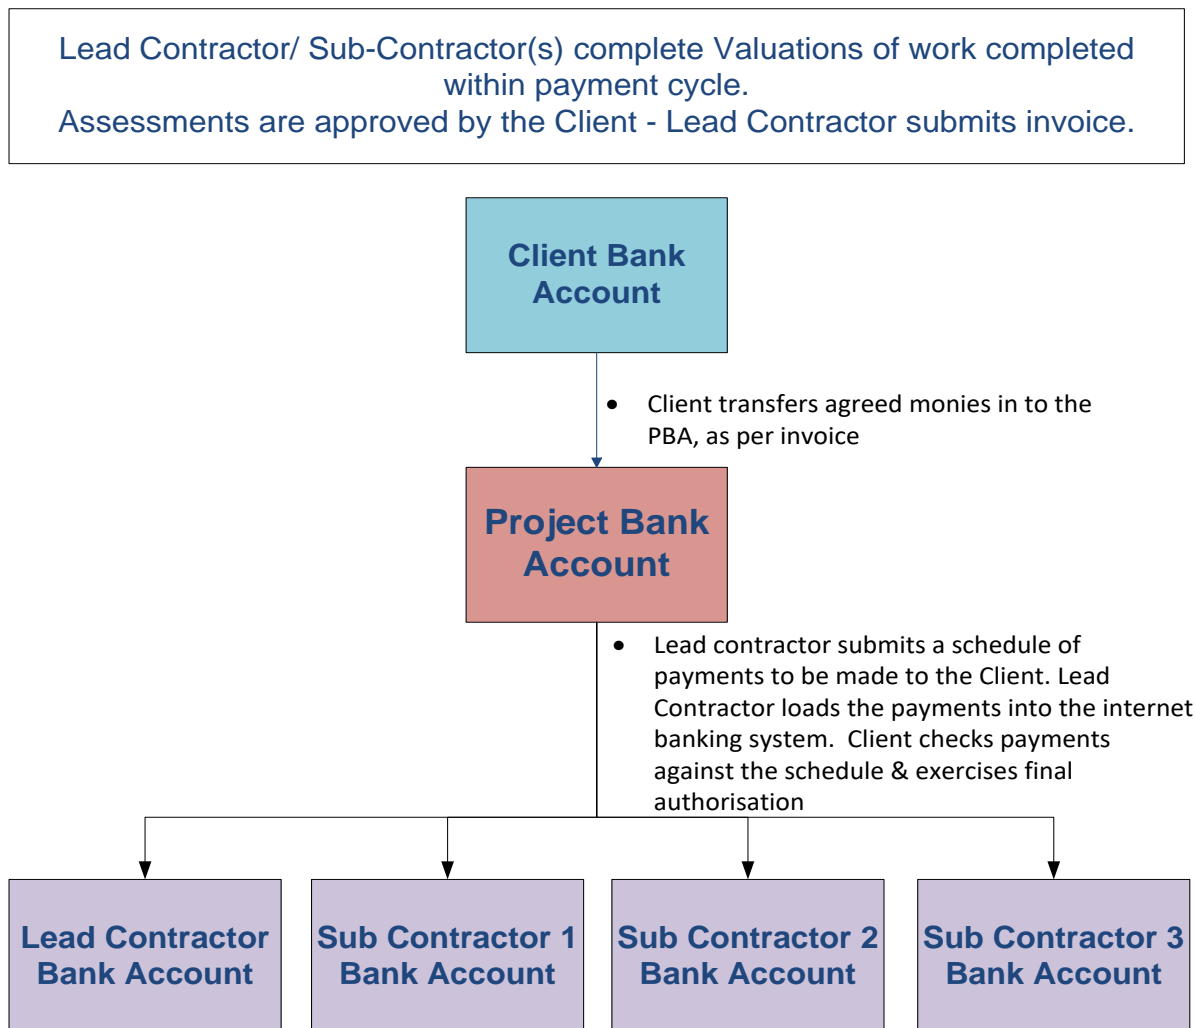 Lead Contractor/ Sub-Contractor(s) complete Valuations of work completed
within payment cycle.
Assessments are approved by the Client - Lead Contractor submits invoice.
Client Bank
Account
• Client transfers agreed monies in to the
PBA, as per invoice
Project Bank
Account
• Lead contractor submits a schedule of
payments to be made to the Client. Lead
Contractor loads the payments into the internet
banking system.  Client checks payments
against the schedule & exercises final
authorisation
Lead Contractor
Bank Account
Sub Contractor 1
Bank Account
Sub Contractor 2
Bank Account
Sub Contractor 3
Bank Account